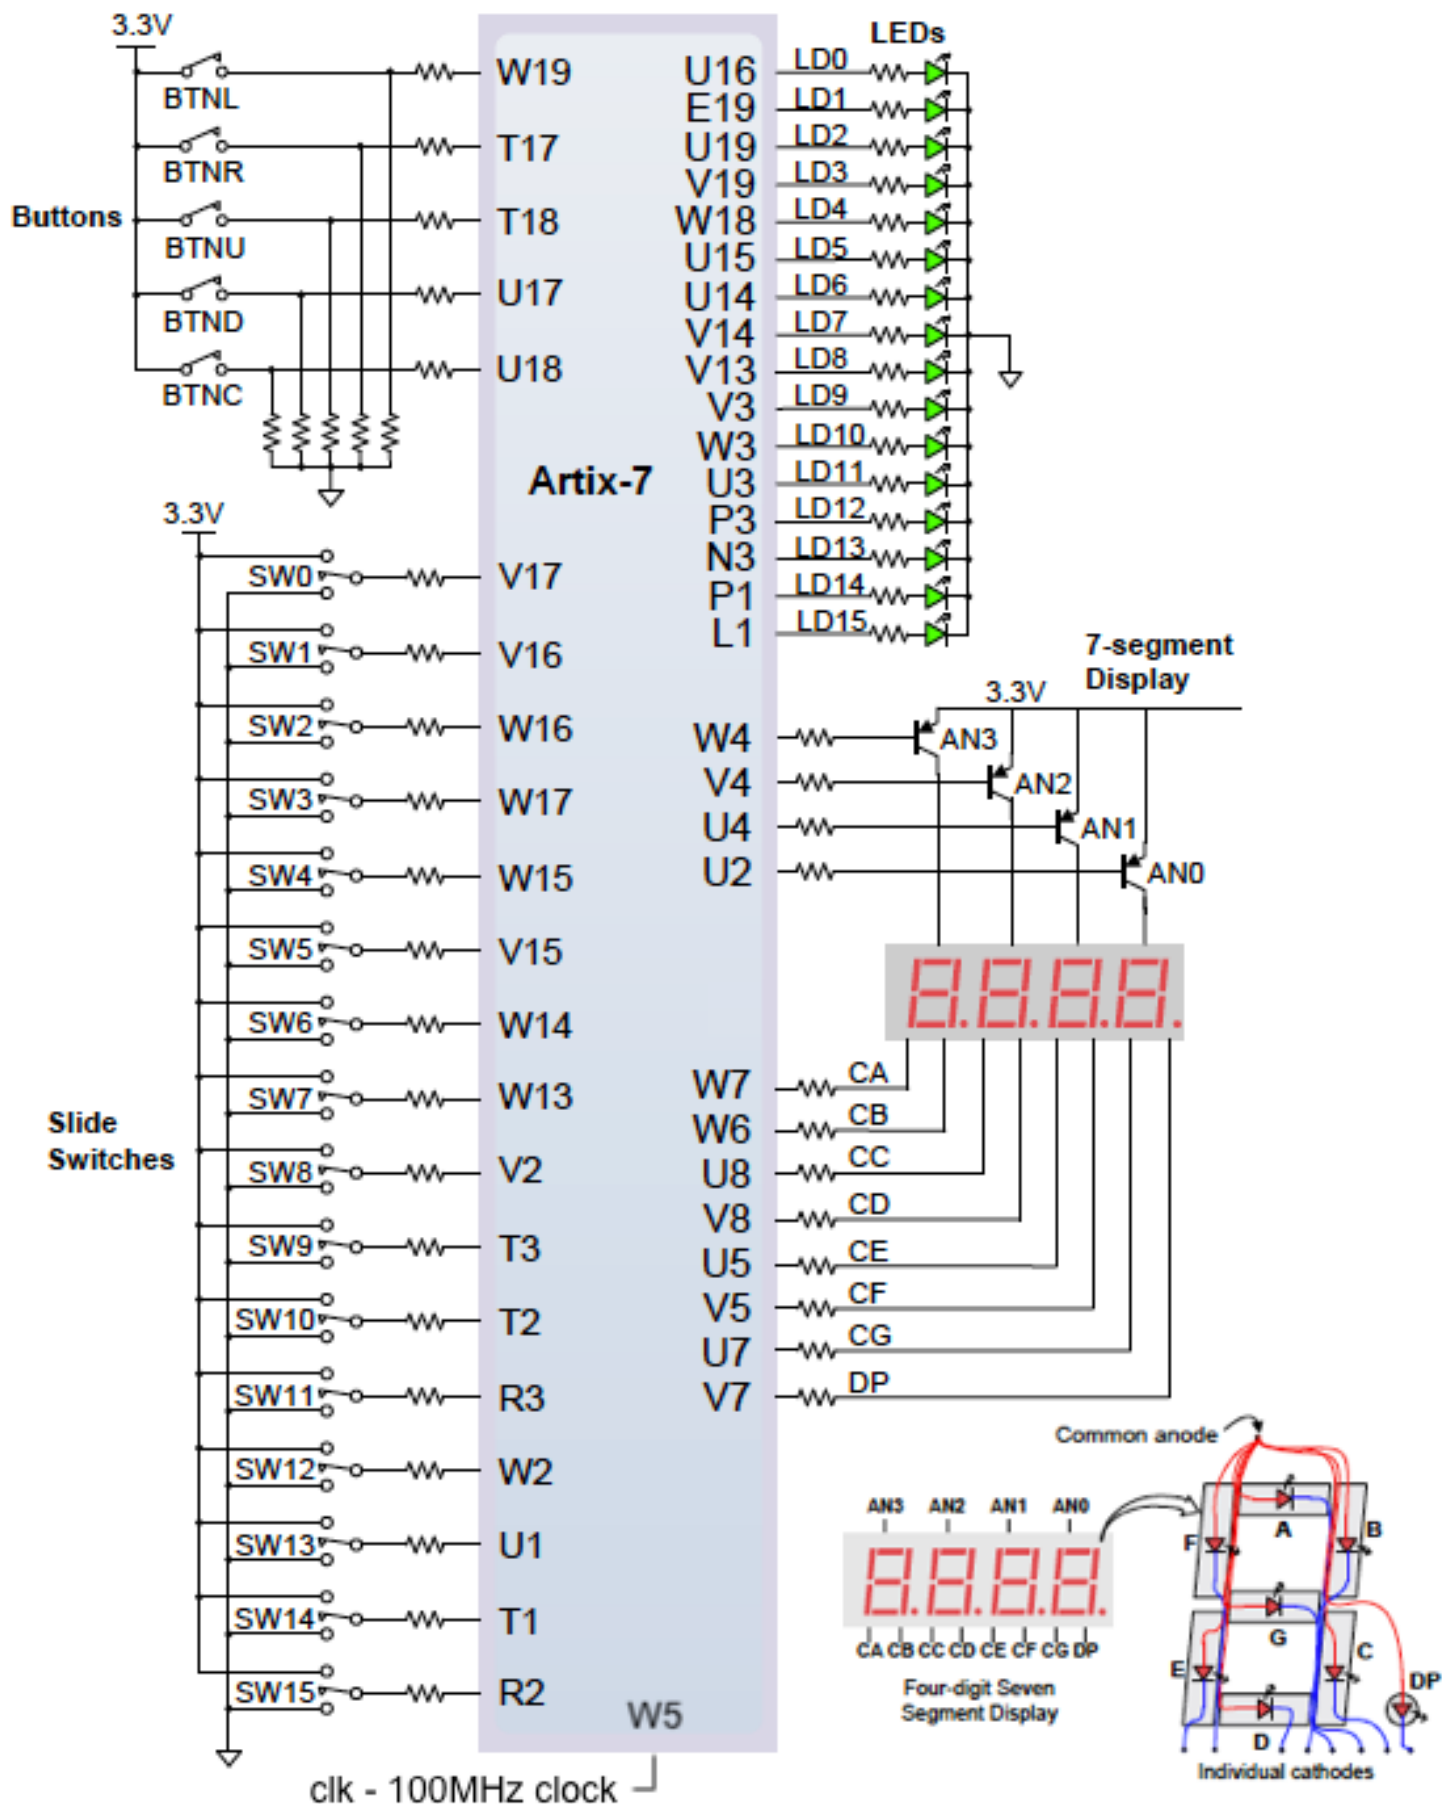 3.3V
BTNL
BTNR
Buttons
BTNU
BTND
BTNC
W19
T17
T18
U17
U18
Artix-7
LEDs
U16 LD0
E19 LD1
U19 LD2
V19 LD3
W18 LD4
U15 LD5
U14 LD6
V14 LD7
V13 LD8
V3 LD9
W3 LD10
U3 LD11
P3 LD12
N3 LD13
P1 LD14
L1 LD15
3.3V
SW0 V17
SW1 V16
SW2 W16
SW3 W17
SW4 W15
SW5 V15
SW6 W14
SW7 W13
Slide
Switches
SW8 V2
SW9 T3
SW10 T2
SW11 R3
SW12 W2
SW13 U1
SW14 T1
SW15 R2
7-segment
Display
3.3V
W4 AN3
V4 AN2
U4 AN1
U2 AN0
W7 CA
W6 CB
U8 CC
V8 CD
U5 CE
V5 CF
U7 CG
V7 DP
W5
clk - 100MHz clock
Common anode
AN3 AN2 AN1 AN0
CA CB CC CD CE CF CG DP
Four-digit Seven
Segment Display
A
F
B
G
E
C
DP
D
Individual cathodes